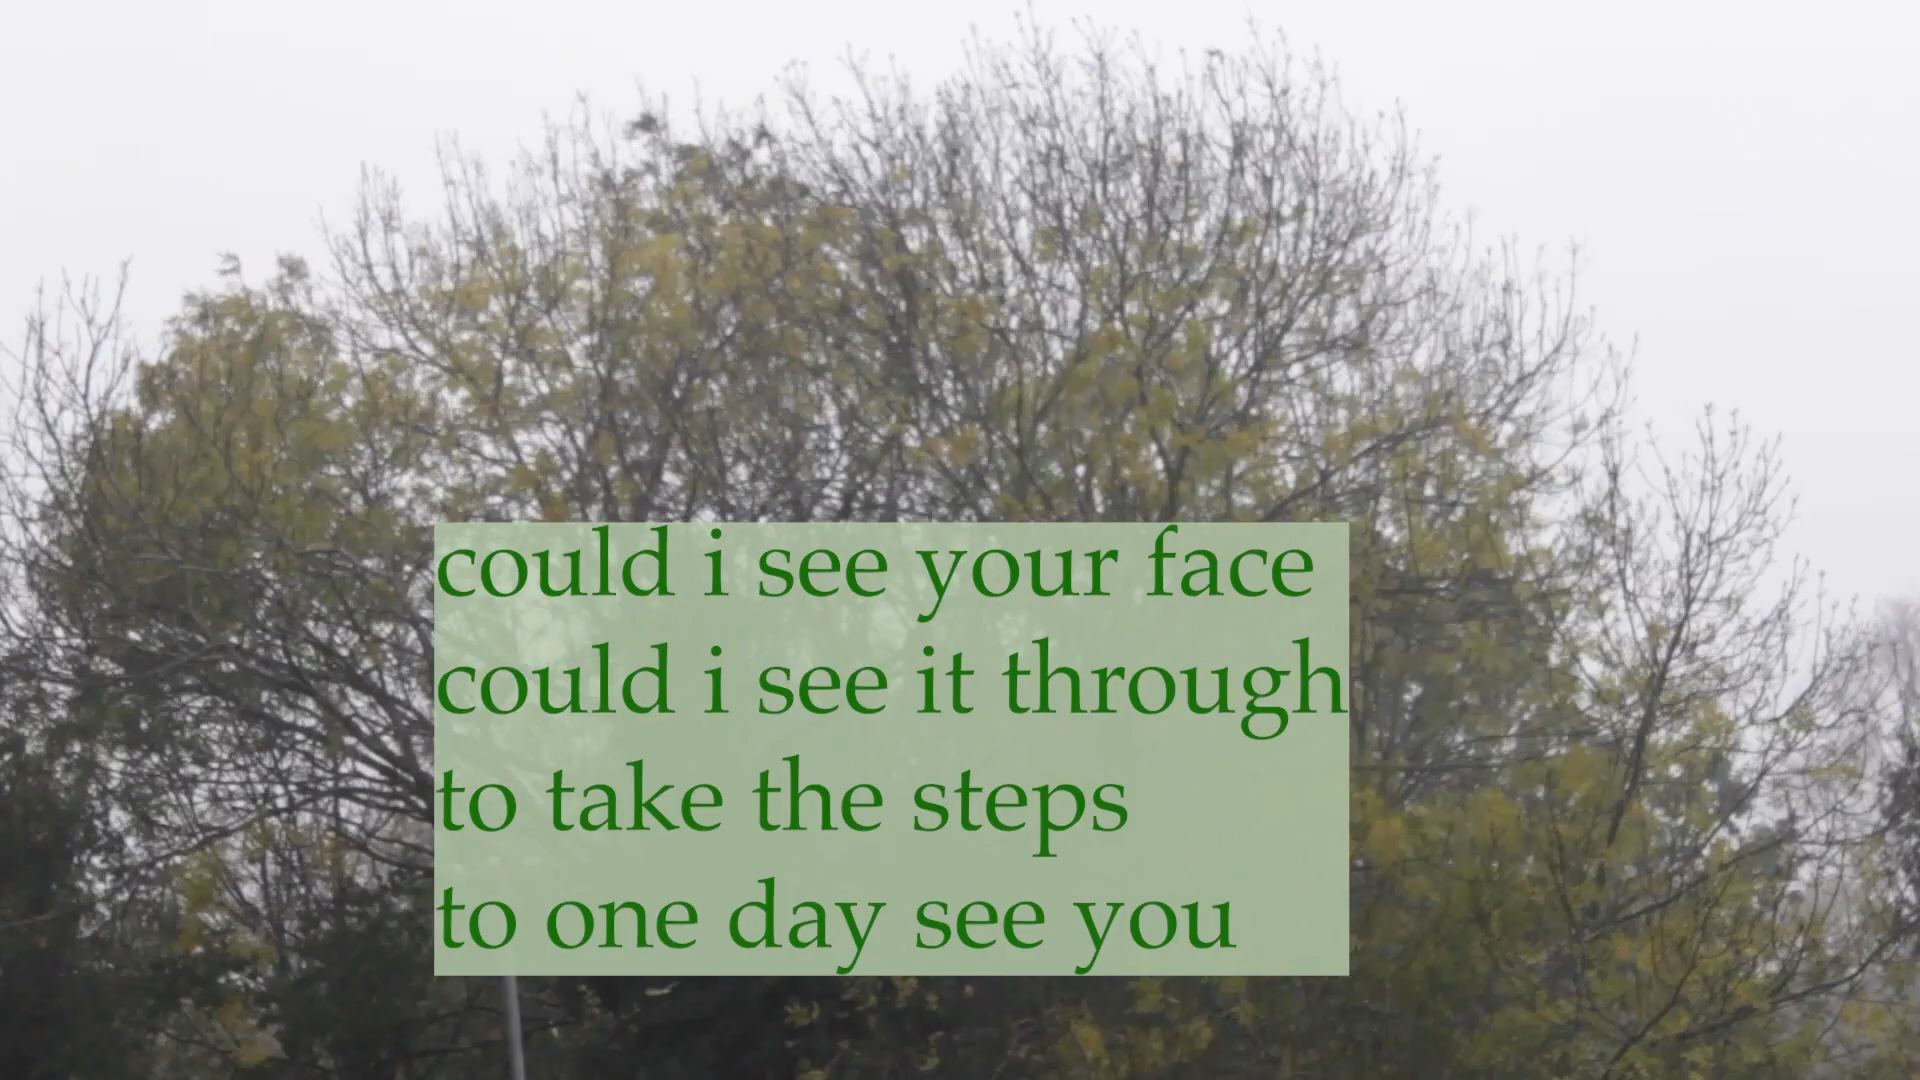 could i see your face
could i see it through
to take the steps
to one day see you